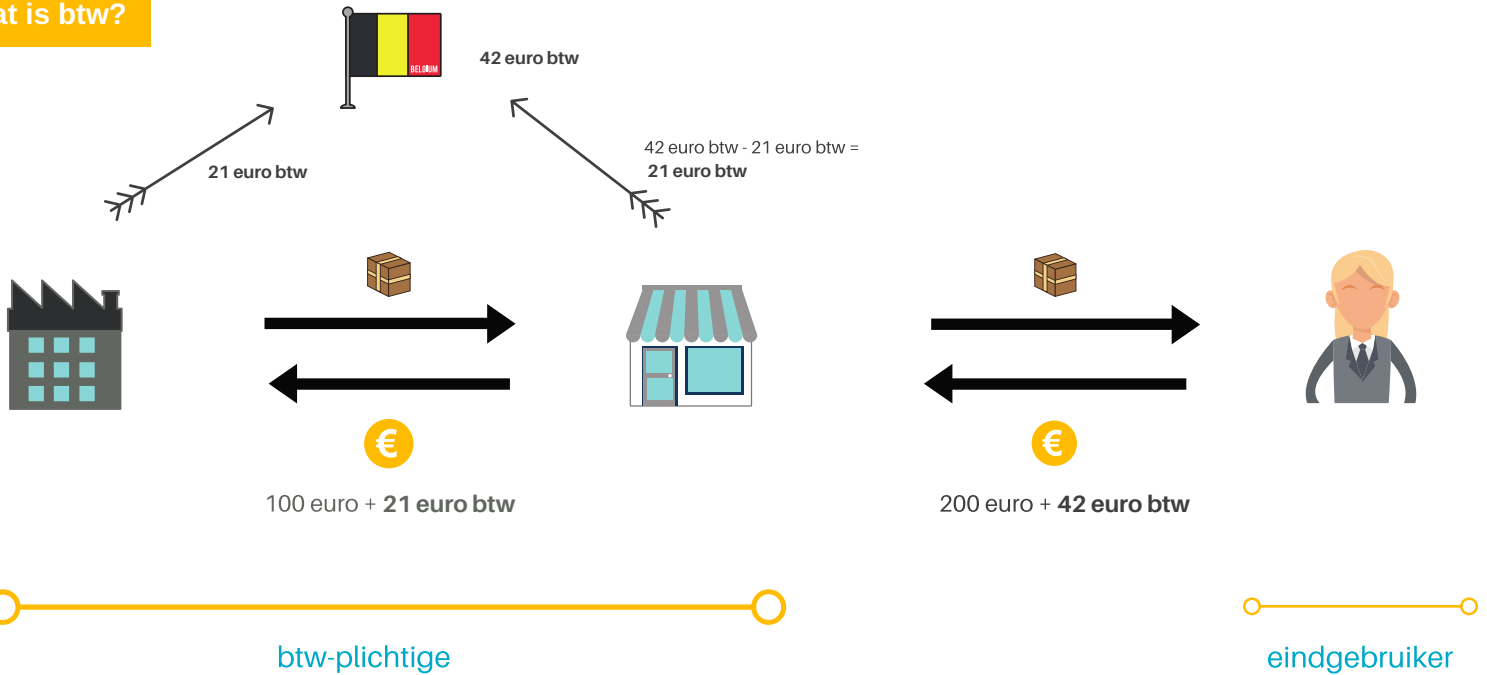 at is btw?
BELGIUM
42 euro btw
42 euro btw - 21 euro btw =
21 euro btw
21 euro btw
100 euro + 21 euro btw
200 euro + 42 euro btw
btw-plichtige
eindgebruiker